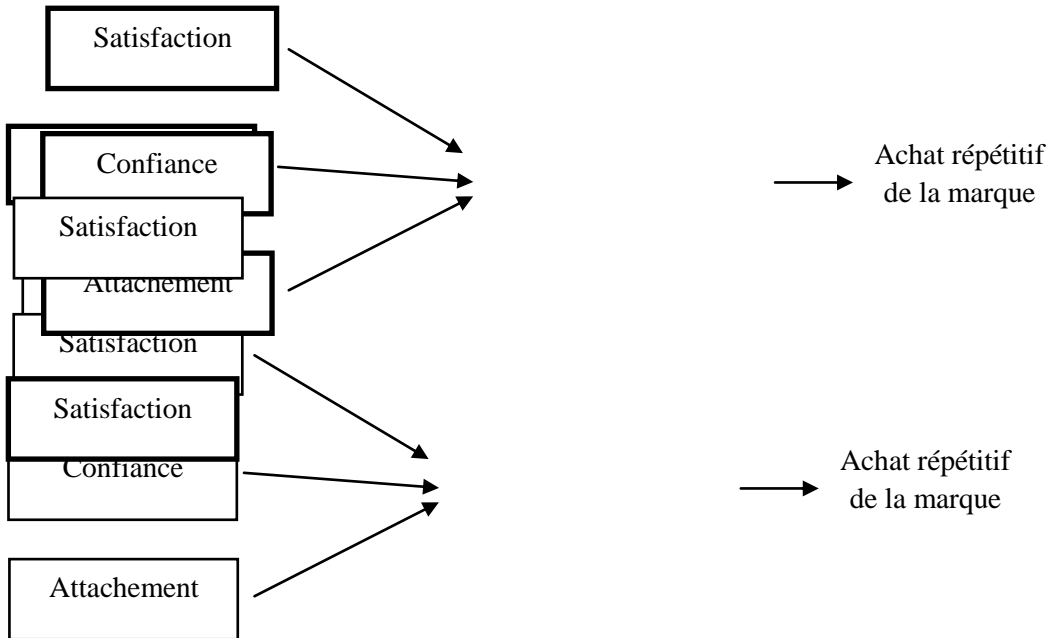 Satisfaction
Confiance
Achat répétitif
de la marque
Satisfaction
Attachement
Satisfaction
Satisfaction
Confiance
Achat répétitif
de la marque
Attachement